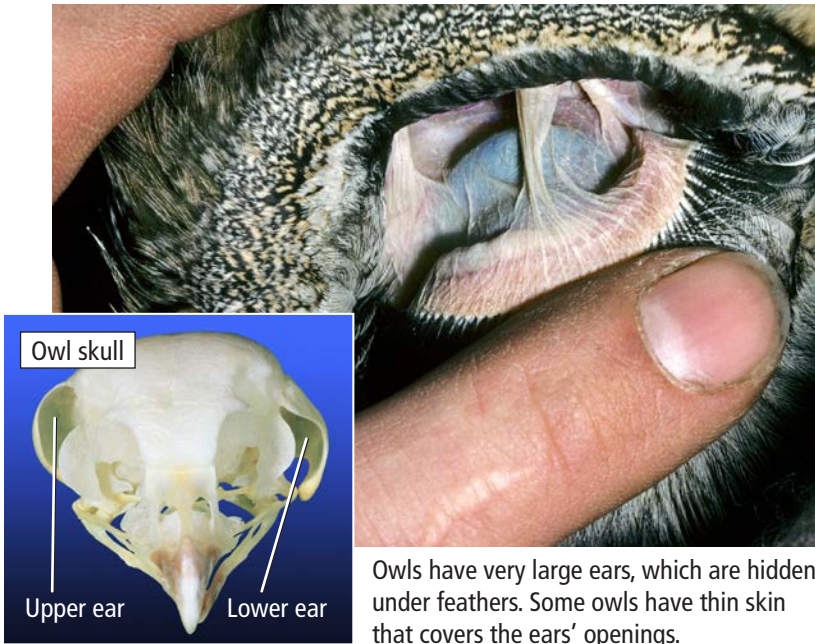 Owl skull
Upper ear
Lower ear
Owls have very large ears, which are hidden
under feathers. Some owls have thin skin
that covers the ears’ openings.